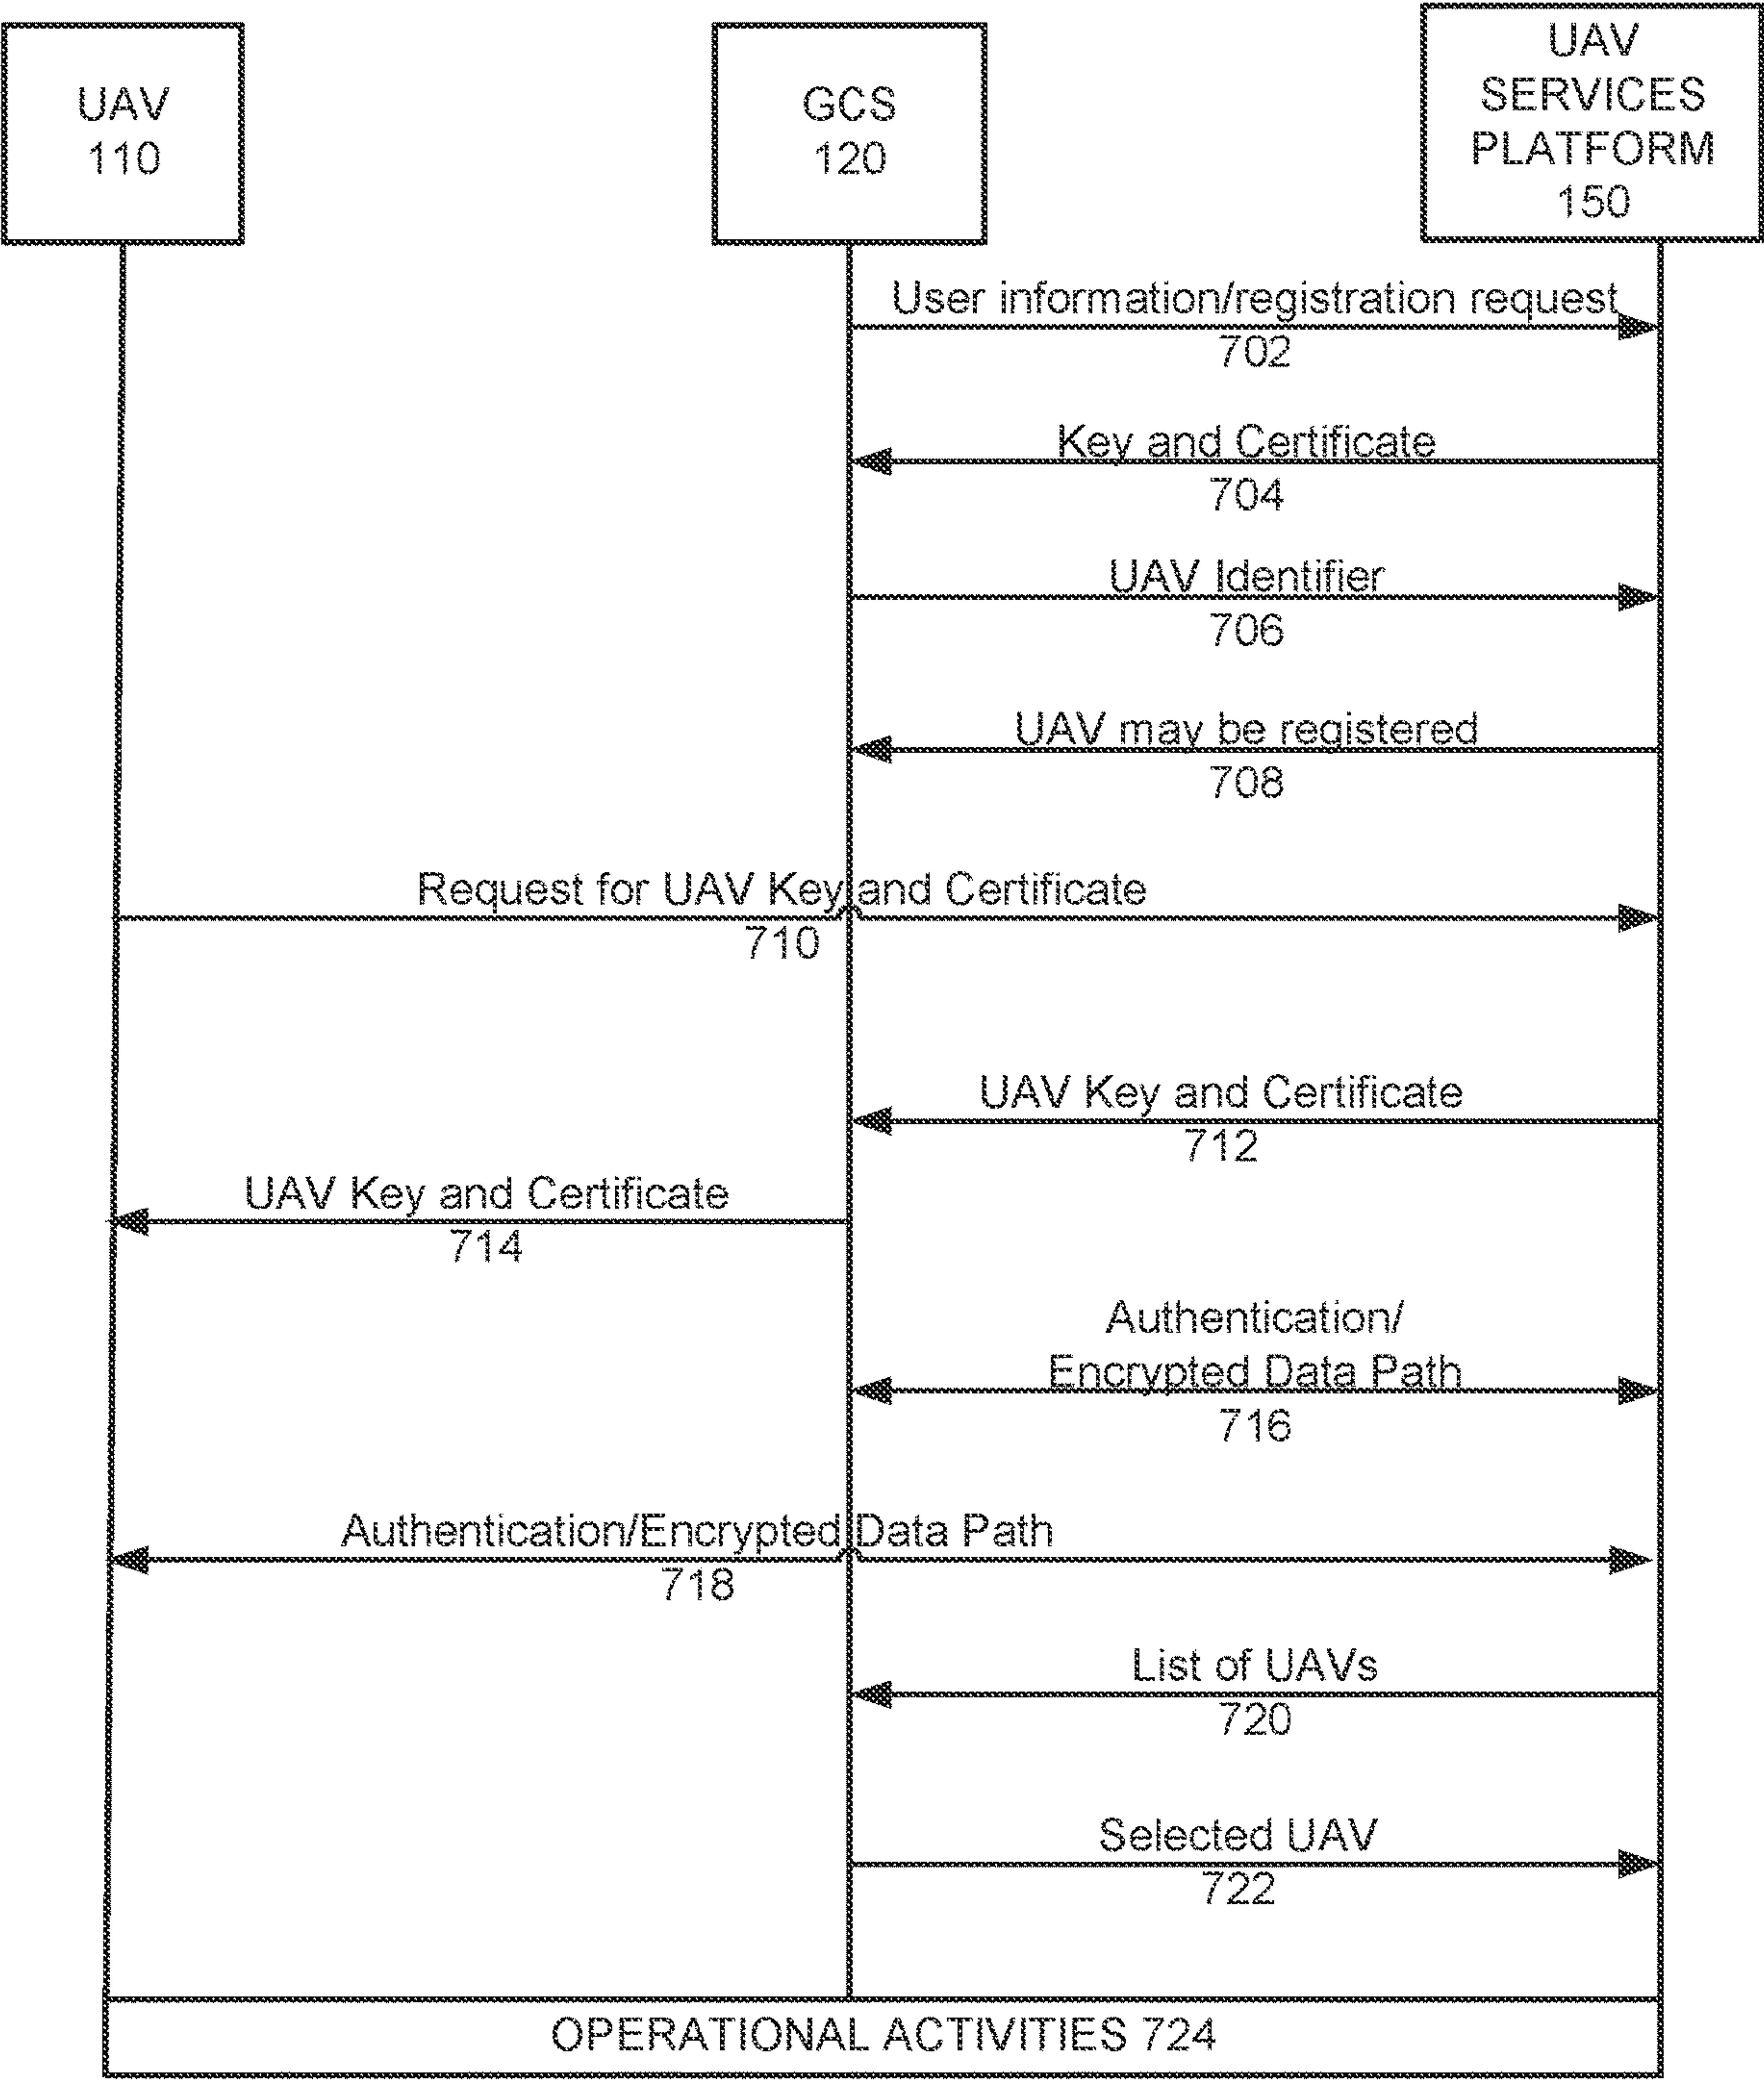 UAV
110
GCS
120
UAV
SERVICES
PLATFORM
150
User information/registration request
702
Key and Certificate
704
UAV Identifier
706
UAV may be registered
708
Request for UAV Key and Certificate
710
UAV Key and Certificate
712
UAV Key and Certificate
714
Authentication/
Encrypted Data Path
716
Authentication/Encrypted Data Path
718
List of UAVs
720
Selected UAV
722
OPERATIONAL ACTIVITIES 724